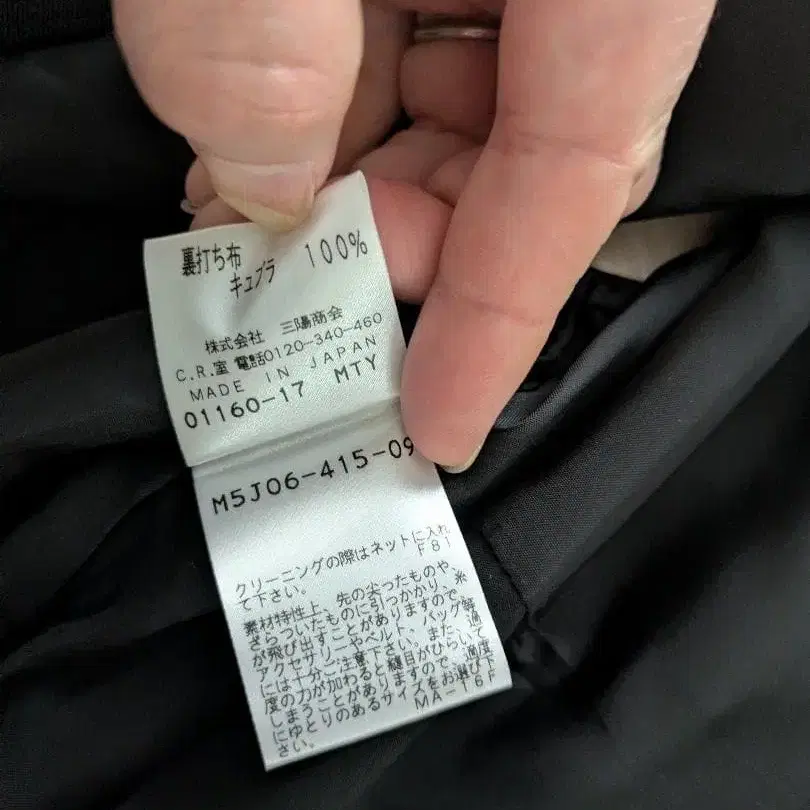 裏打ち布
キュプラ 100%
株式会社 三陽商会
C.R.室 電話0120-340-460
MADE IN JAPAN
01160-17 MTY
M5J06-415-09
クリーニングの際はネットに入れ
F81
て下さい。
素材特性上、先の尖ったものや、
ざらついたものに引っかかり、糸
が飛び出すことがありますので、
アクセサリーやベルト、バッグ等
には十分ご注意下さい。また、過
度の力が加わると縫目がひらいて
しまうことがありますので、適度
にゆとりのあるサイズをお選び下
さい。
MA-16F